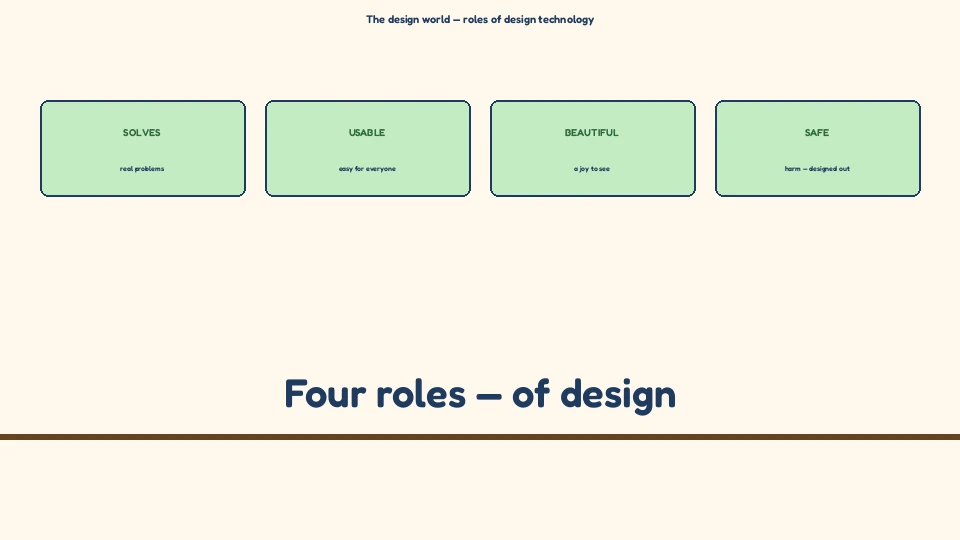 The design world — roles of design technology
SOLVES
real problems
USABLE
easy for everyone
BEAUTIFUL
a joy to see
SAFE
harm — designed out
Four roles — of design